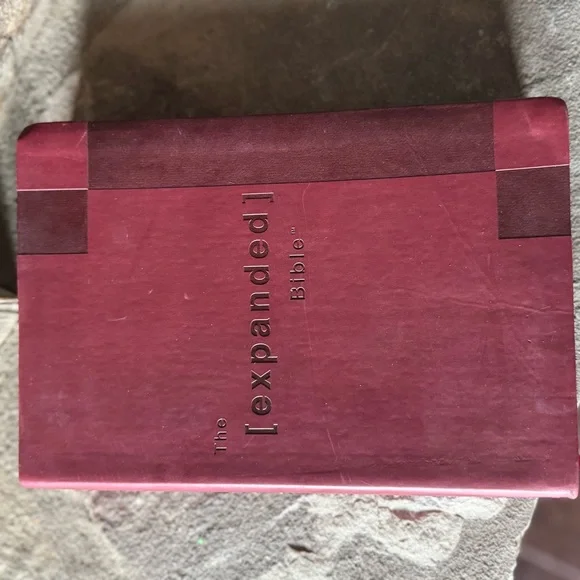 The
[expanded]
Bible™